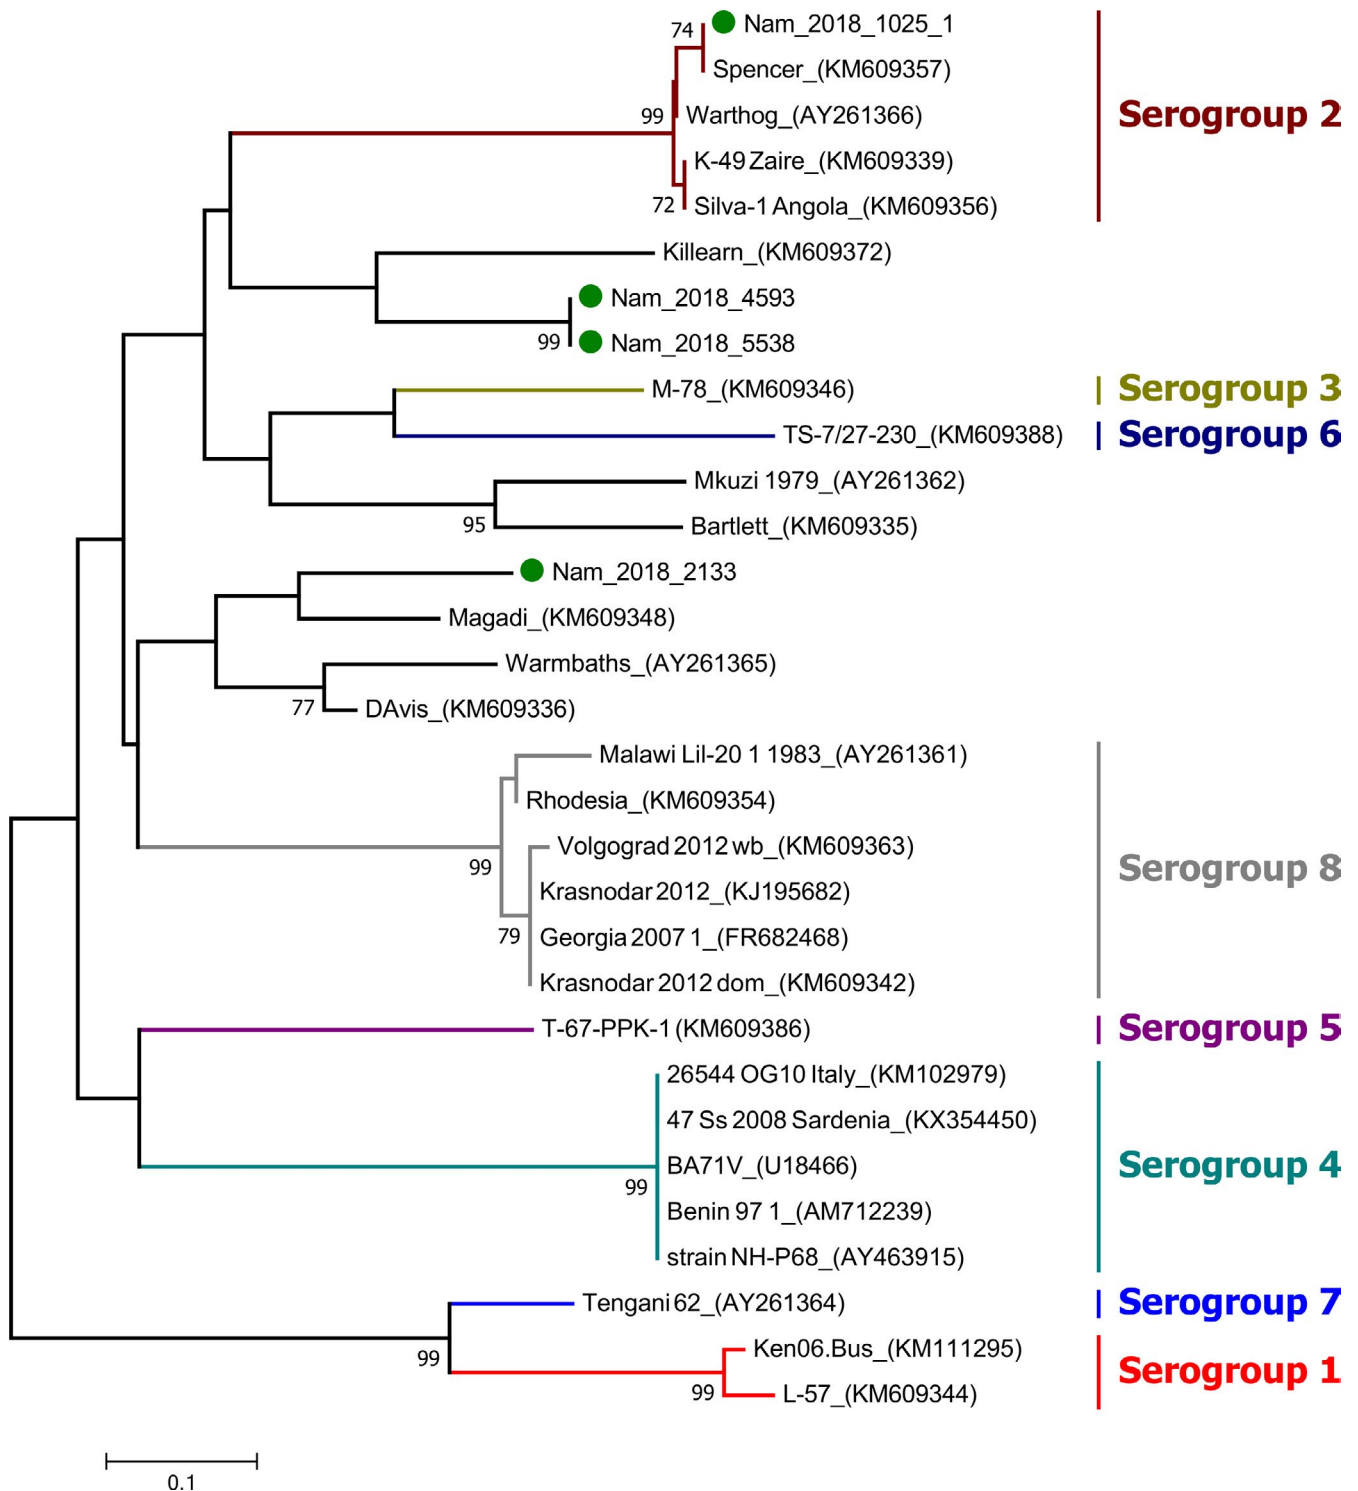 74
Nam_2018_1025_1
Spencer_(KM609357)
99
Warthog_(AY261366)
Serogroup 2
K-49 Zaire_(KM609339)
72
Silva-1 Angola_(KM609356)
Killearn_(KM609372)
Nam_2018_4593
99
Nam_2018_5538
M-78_(KM609346)
Serogroup 3
TS-7/27-230_(KM609388)
Serogroup 6
Mkuzi 1979_(AY261362)
95
Bartlett_(KM609335)
Nam_2018_2133
Magadi_(KM609348)
Warmbaths_(AY261365)
77
DAvis_(KM609336)
Malawi Lil-20 1 1983_(AY261361)
Rhodesia_(KM609354)
Volgograd 2012 wb_(KM609363)
99
Serogroup 8
Krasnodar 2012_(KJ195682)
79
Georgia 2007 1_(FR682468)
Krasnodar 2012 dom_(KM609342)
T-67-PPK-1 (KM609386)
Serogroup 5
26544 OG10 Italy_(KM102979)
47 Ss 2008 Sardenia_(KX354450)
BA71V_(U18466)
Serogroup 4
99
Benin 97 1_(AM712239)
strain NH-P68_(AY463915)
Tengani 62_(AY261364)
Serogroup 7
99
Ken06.Bus_(KM111295)
Serogroup 1
99
L-57_(KM609344)
0.1